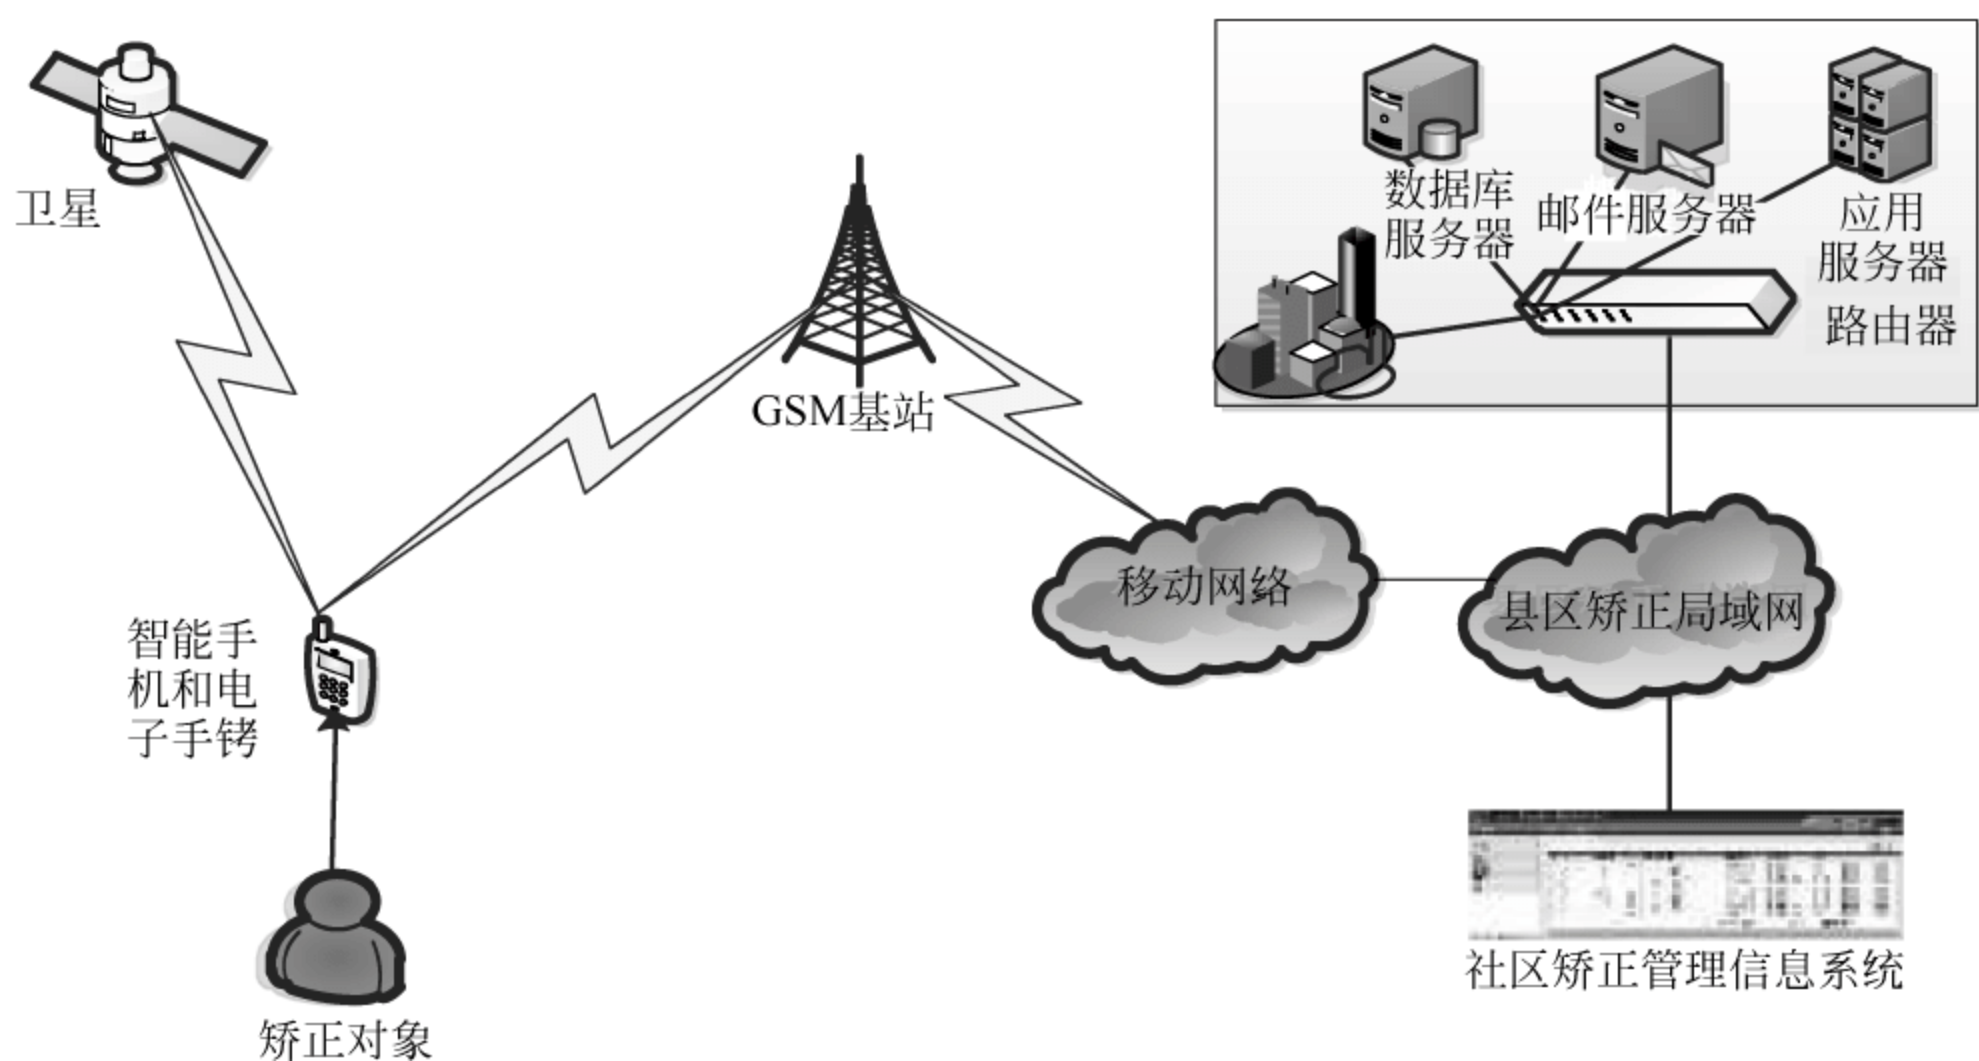 卫星
数据库
服务器
邮件服务器
应用
服务器
路由器
GSM基站
移动网络
县区矫正局域网
智能手
机和电
子手铐
社区矫正管理信息系统
矫正对象